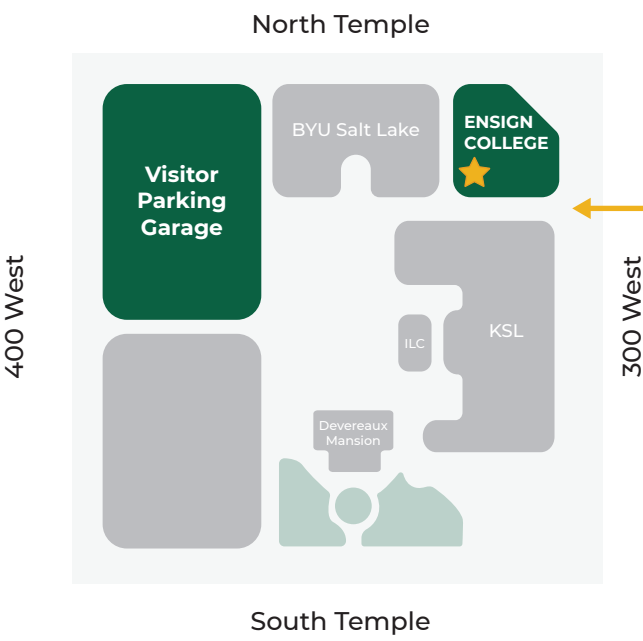 North Temple
BYU Salt Lake
ENSIGN
COLLEGE
Visitor
Parking
Garage
400 West
300 West
KSL
ILC
Devereaux
Mansion
South Temple